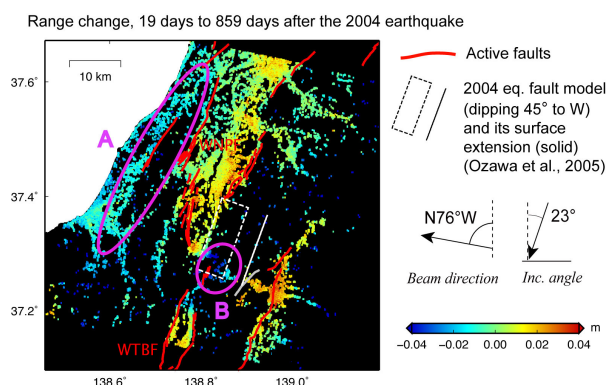 Range change, 19 days to 859 days after the 2004 earthquake
37.6
37.4
37.2
138.6
138.8
139.0
10 km
A
B
WTBF
Active faults
2004 eq. fault model
(dipping 45° to W)
and its surface
extension (solid)
(Ozawa et al., 2005)
N76°W
23°
Beam direction
Inc. angle
m
−0.04
−0.02
0.00
0.02
0.04